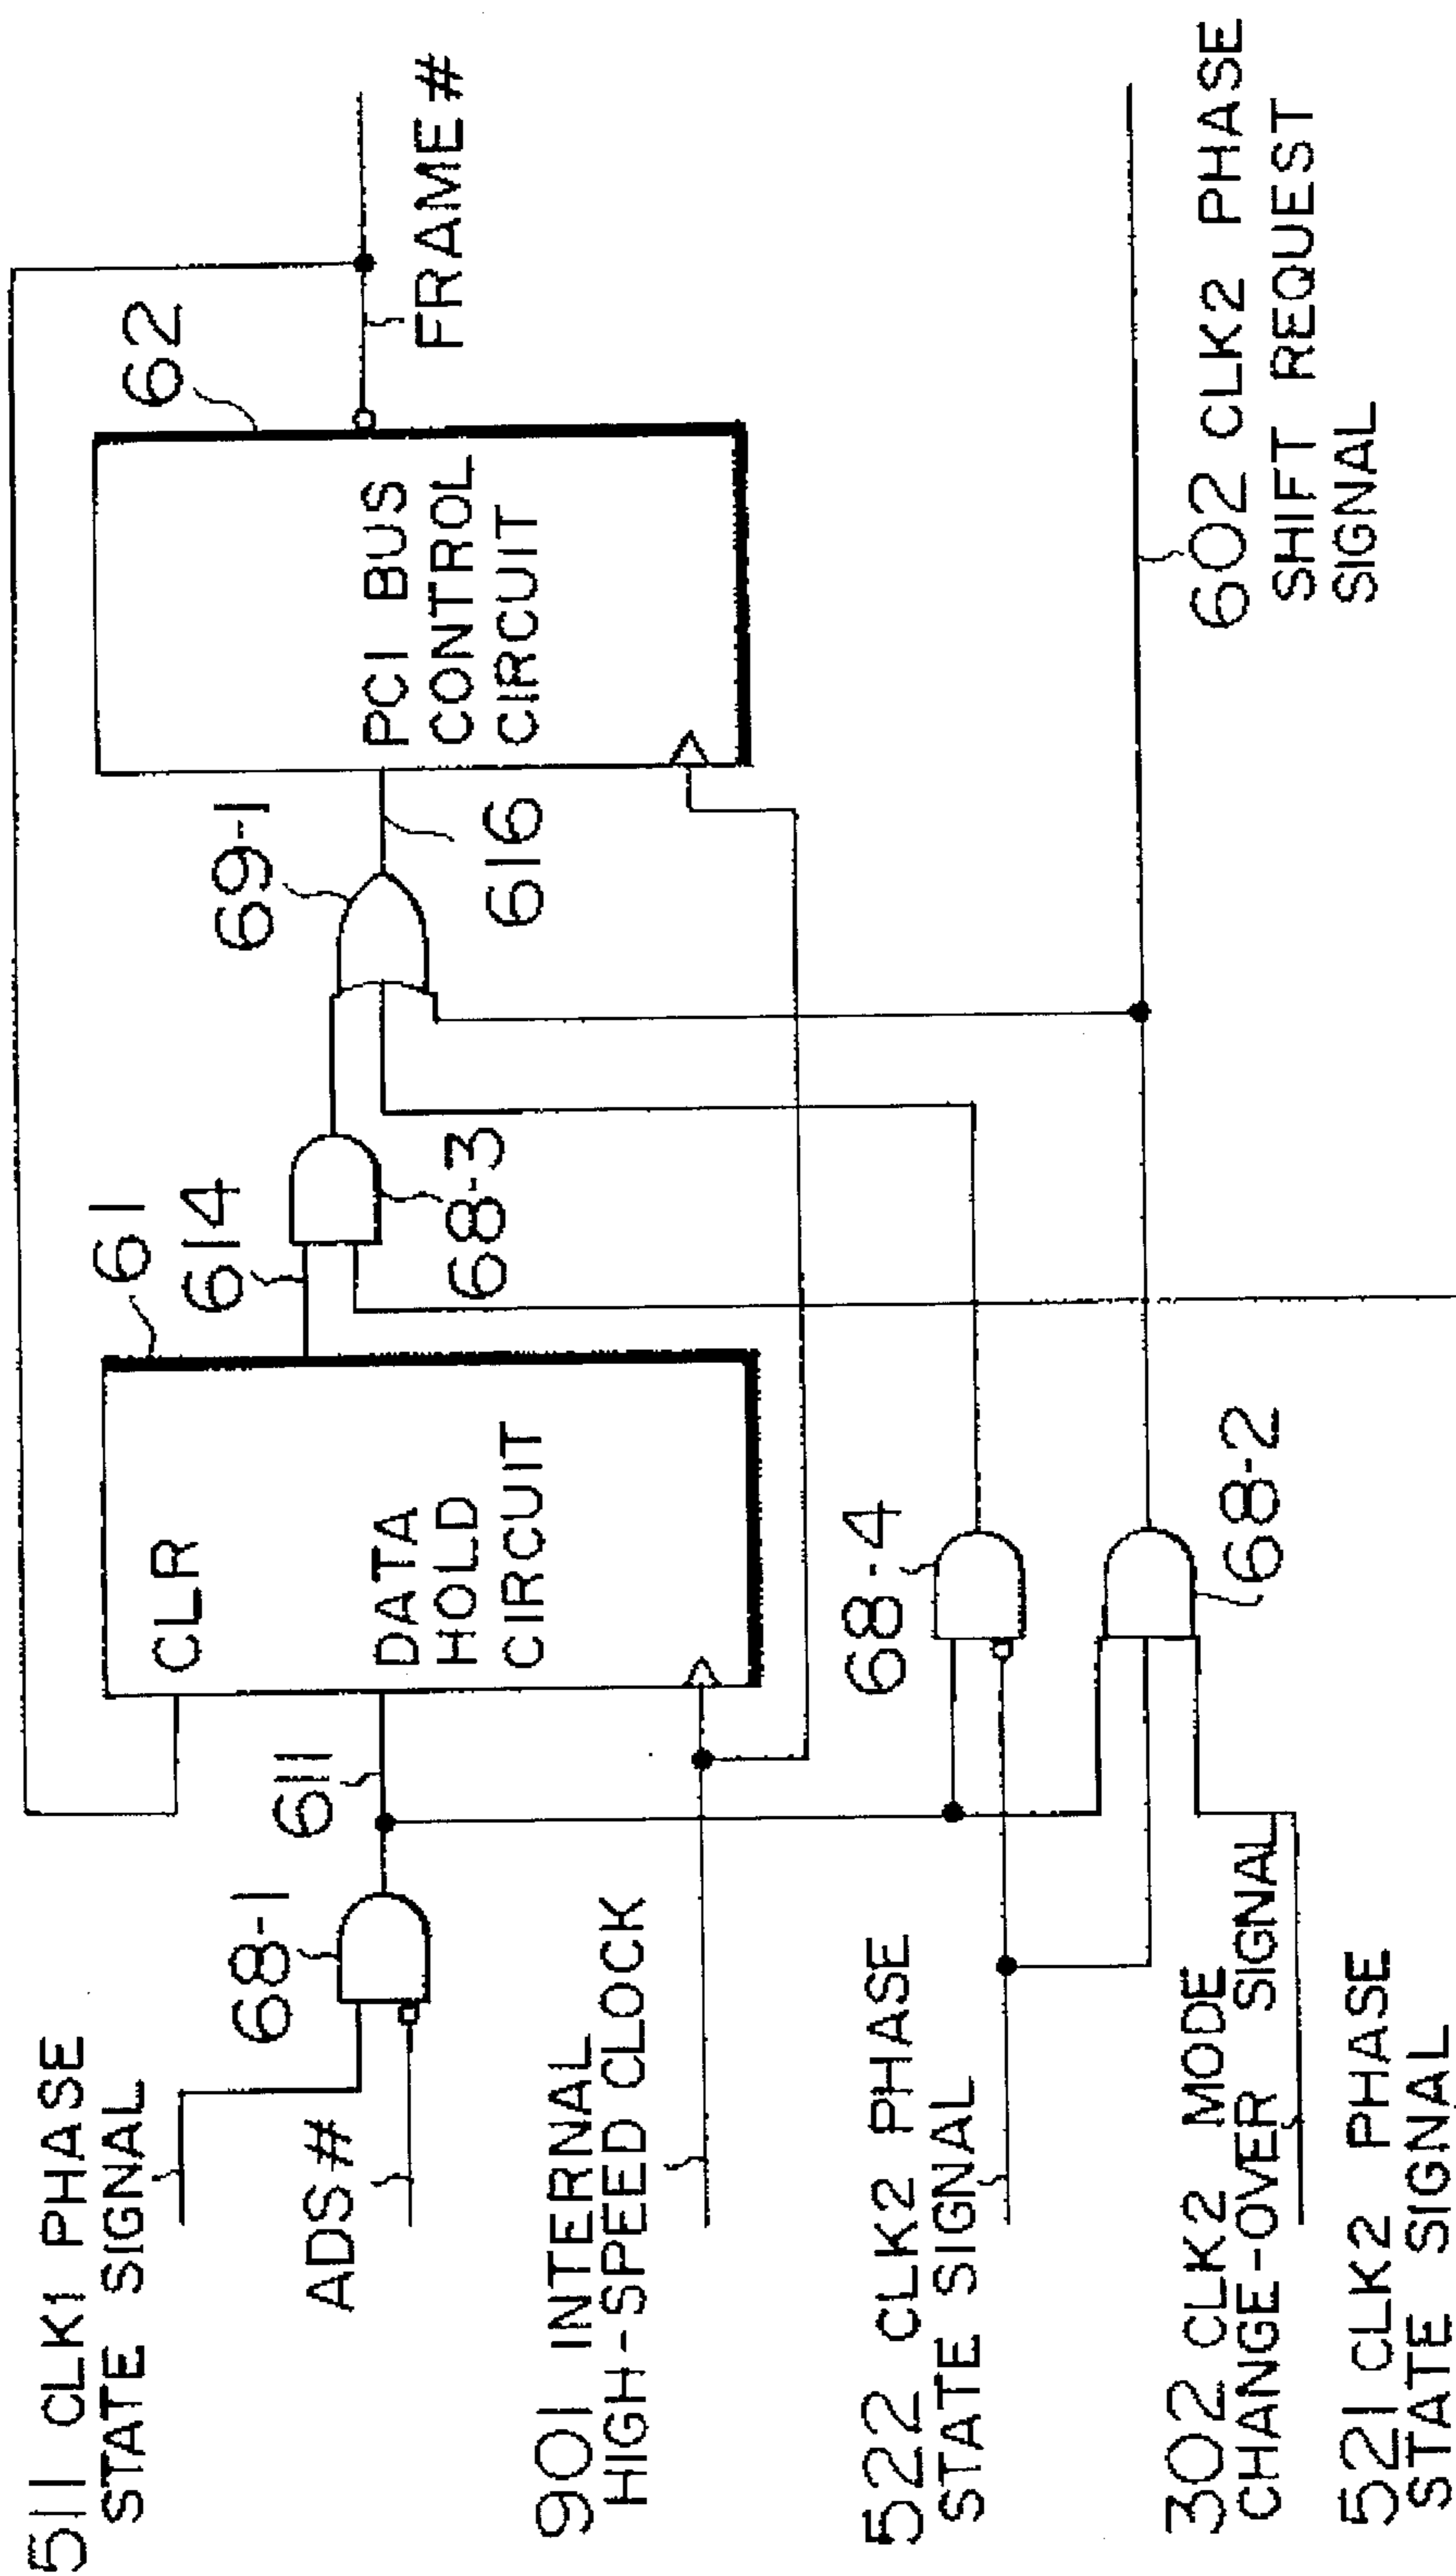 511 CLK1 PHASE
STATE SIGNAL
ADS#
901 INTERNAL
HIGH-SPEED CLOCK
522 CLK2 PHASE
STATE SIGNAL
302 CLK2 MODE
CHANGE-OVER SIGNAL
521 CLK2 PHASE
STATE SIGNAL
68-1
611
CLR
DATA
HOLD
CIRCUIT
61
614
68-3
68-4
68-2
69-1
616
PCI BUS
CONTROL
CIRCUIT
62
FRAME#
602 CLK2 PHASE
SHIFT REQUEST
SIGNAL